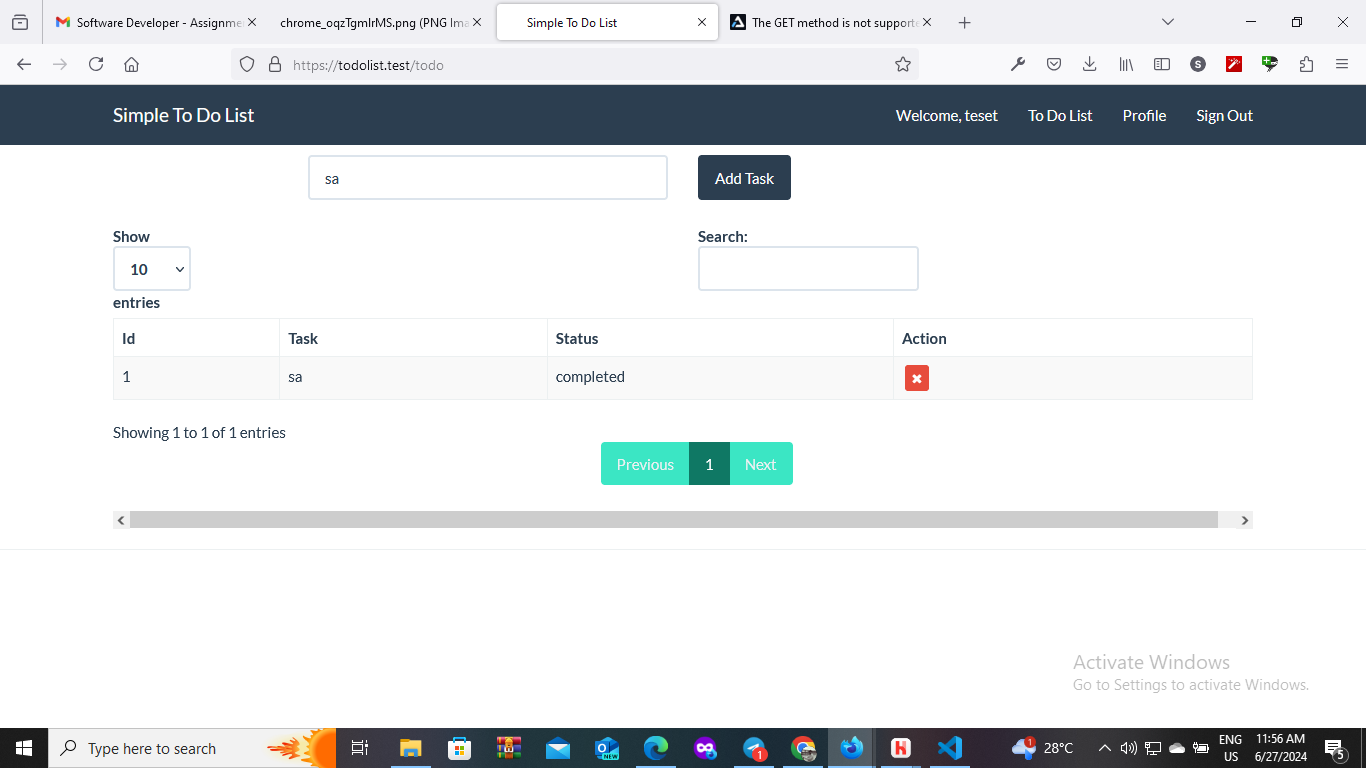 Software Developer - Assignme
chrome_oqzTgmlrMS.png (PNG Ima
Simple To Do List
The GET method is not supporte
https://todolist.test/todo
S
Simple To Do List
Welcome, teset
To Do List
Profile
Sign Out
sa
Add Task
Show
Search:
10
entries
Id Task Status Action
1 sa completed
Showing 1 to 1 of 1 entries
Previous 1 Next
Activate Windows
Go to Settings to activate Windows.
Type here to search
NEW
1
H
1
28°C
ENG
US
11:56 AM
6/27/2024
5